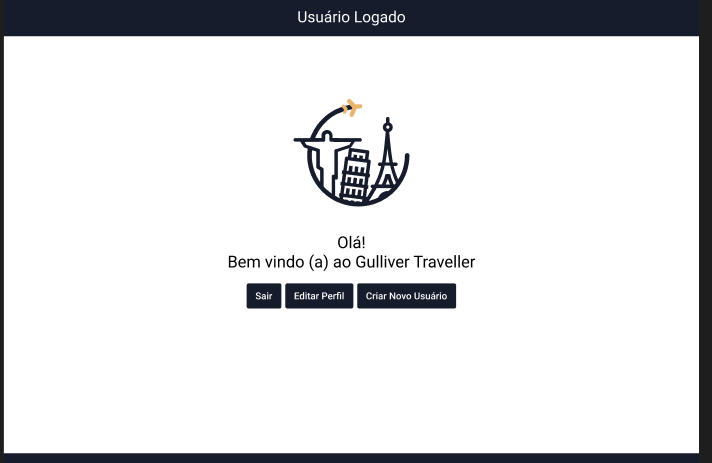 Usuário Logado
Olá!
Bem vindo (a) ao Gulliver Traveller
Sair
Editar Perfil
Criar Novo Usuário